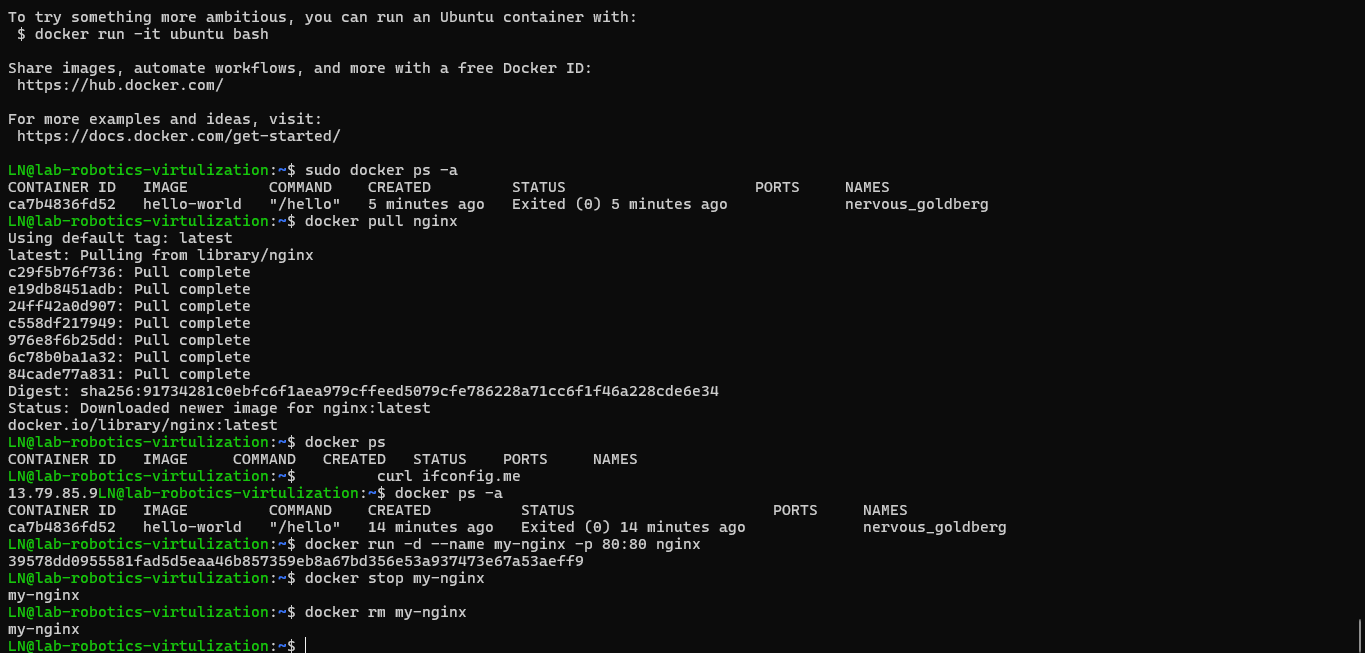 To try something more ambitious, you can run an Ubuntu container with:
 $ docker run -it ubuntu bash

Share images, automate workflows, and more with a free Docker ID:
 https://hub.docker.com/

For more examples and ideas, visit:
 https://docs.docker.com/get-started/

LN@lab-robotics-virtulization:~$ sudo docker ps -a
CONTAINER ID   IMAGE         COMMAND    CREATED         STATUS                     PORTS     NAMES
ca7b4836fd52   hello-world   "/hello"   5 minutes ago   Exited (0) 5 minutes ago             nervous_goldberg
LN@lab-robotics-virtulization:~$ docker pull nginx
Using default tag: latest
latest: Pulling from library/nginx
c29f5b76f736: Pull complete
e19db8451adb: Pull complete
24ff42a0d907: Pull complete
c558df217949: Pull complete
976e8f6b25dd: Pull complete
6c78b0ba1a32: Pull complete
84cade77a831: Pull complete
Digest: sha256:91734281c0ebfc6f1aea979cffeed5079cfe786228a71cc6f1f46a228cde6e34
Status: Downloaded newer image for nginx:latest
docker.io/library/nginx:latest
LN@lab-robotics-virtulization:~$ docker ps
CONTAINER ID   IMAGE     COMMAND   CREATED   STATUS    PORTS     NAMES
LN@lab-robotics-virtulization:~$         curl ifconfig.me
13.79.85.9LN@lab-robotics-virtulization:~$ docker ps -a
CONTAINER ID   IMAGE         COMMAND    CREATED          STATUS                      PORTS     NAMES
ca7b4836fd52   hello-world   "/hello"   14 minutes ago   Exited (0) 14 minutes ago             nervous_goldberg
LN@lab-robotics-virtulization:~$ docker run -d --name my-nginx -p 80:80 nginx
39578dd0955581fad5d5eaa46b857359eb8a67bd356e53a937473e67a53aeff9
LN@lab-robotics-virtulization:~$ docker stop my-nginx
my-nginx
LN@lab-robotics-virtulization:~$ docker rm my-nginx
my-nginx
LN@lab-robotics-virtulization:~$